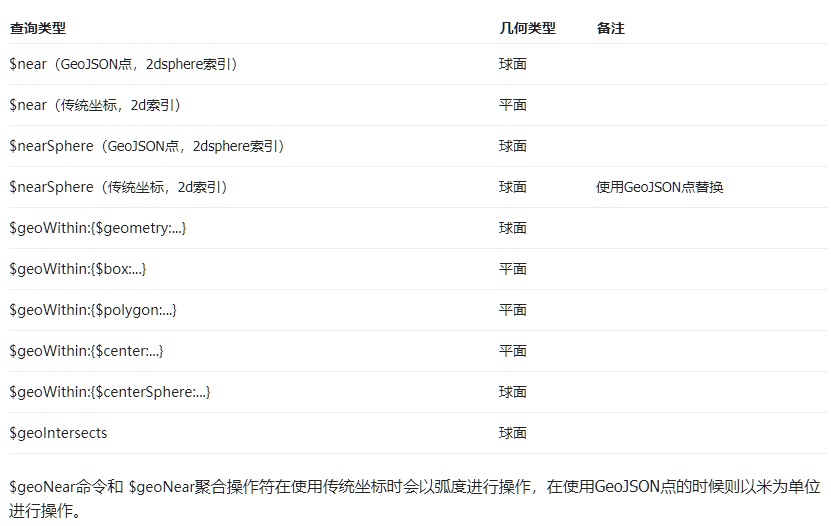 查询类型 几何类型 备注
$near（GeoJSON点，2dsphere索引） 球面
$near（传统坐标，2d索引） 平面
$nearSphere（GeoJSON点，2dsphere索引） 球面
$nearSphere（传统坐标，2d索引） 球面 使用GeoJSON点替换
$geoWithin:{$geometry:...} 球面
$geoWithin:{$box:...} 平面
$geoWithin:{$polygon:...} 平面
$geoWithin:{$center:...} 平面
$geoWithin:{$centerSphere:...} 球面
$geoIntersects 球面
$geoNear命令和 $geoNear聚合操作符在使用传统坐标时会以弧度进行操作，在使用GeoJSON点的时候则以米为单位
进行操作。